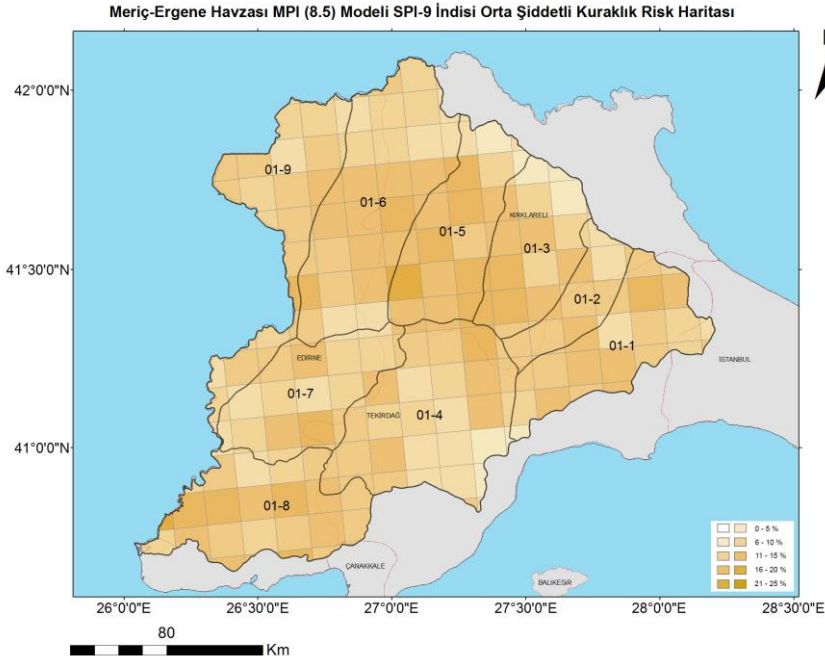 Meriç-Ergene Havzası MPI (8.5) Modeli SPI-9 İndisi Orta Şiddetli Kuraklık Risk Haritası
42°0'0"N
01-9
01-6
KIRKLARELİ
01-5
01-3
41°30'0"N
01-2
01-1
EDİRNE
İSTANBUL
01-7
TEKİRDAĞ
01-4
41°0'0"N
01-8
0 - 5 %
6 - 10 %
11 - 15 %
16 - 20 %
21 - 25 %
ÇANAKKALE
BALIKESİR
26°0'0"E 26°30'0"E 27°0'0"E 27°30'0"E 28°0'0"E 28°30'0"E
80
Km